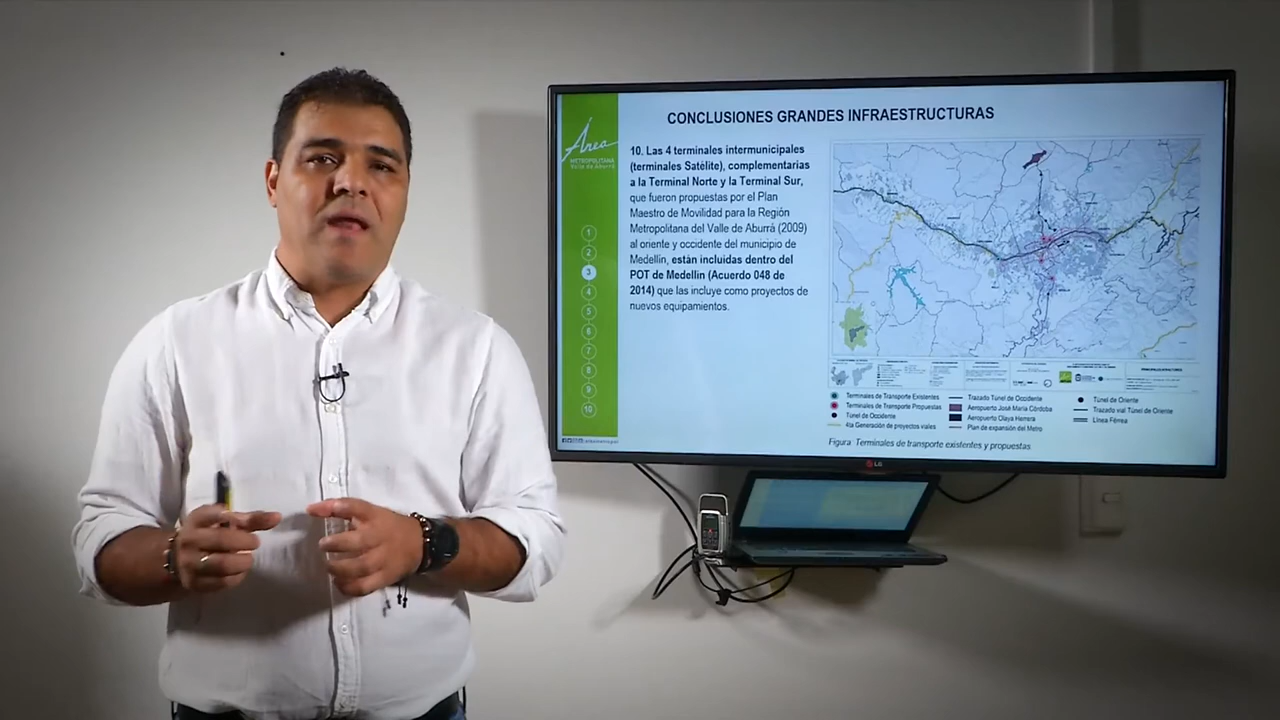 CONCLUSIONES GRANDES INFRAESTRUCTURAS
Área
METROPOLITANA
Valle de Aburrá
1
2
3
4
5
6
7
8
9
10
10. Las 4 terminales intermunicipales
(terminales Satélite), complementarias
a la Terminal Norte y la Terminal Sur,
que fueron propuestas por el Plan
Maestro de Movilidad para la Región
Metropolitana del Valle de Aburrá (2009)
al oriente y occidente del municipio de
Medellín, están incluidas dentro del
POT de Medellín (Acuerdo 048 de
2014) que las incluye como proyectos de
nuevos equipamientos.
Terminales de Transporte Existentes
Terminales de Transporte Propuestas
Túnel de Occidente
4ta Generación de proyectos viales
Trazado Túnel de Occidente
Aeropuerto José María Córdoba
Aeropuerto Olaya Herrera
Plan de expansión del Metro
Túnel de Oriente
Trazado vial Túnel de Oriente
Línea Férrea
Figura Terminales de transporte existentes y propuestas
LG